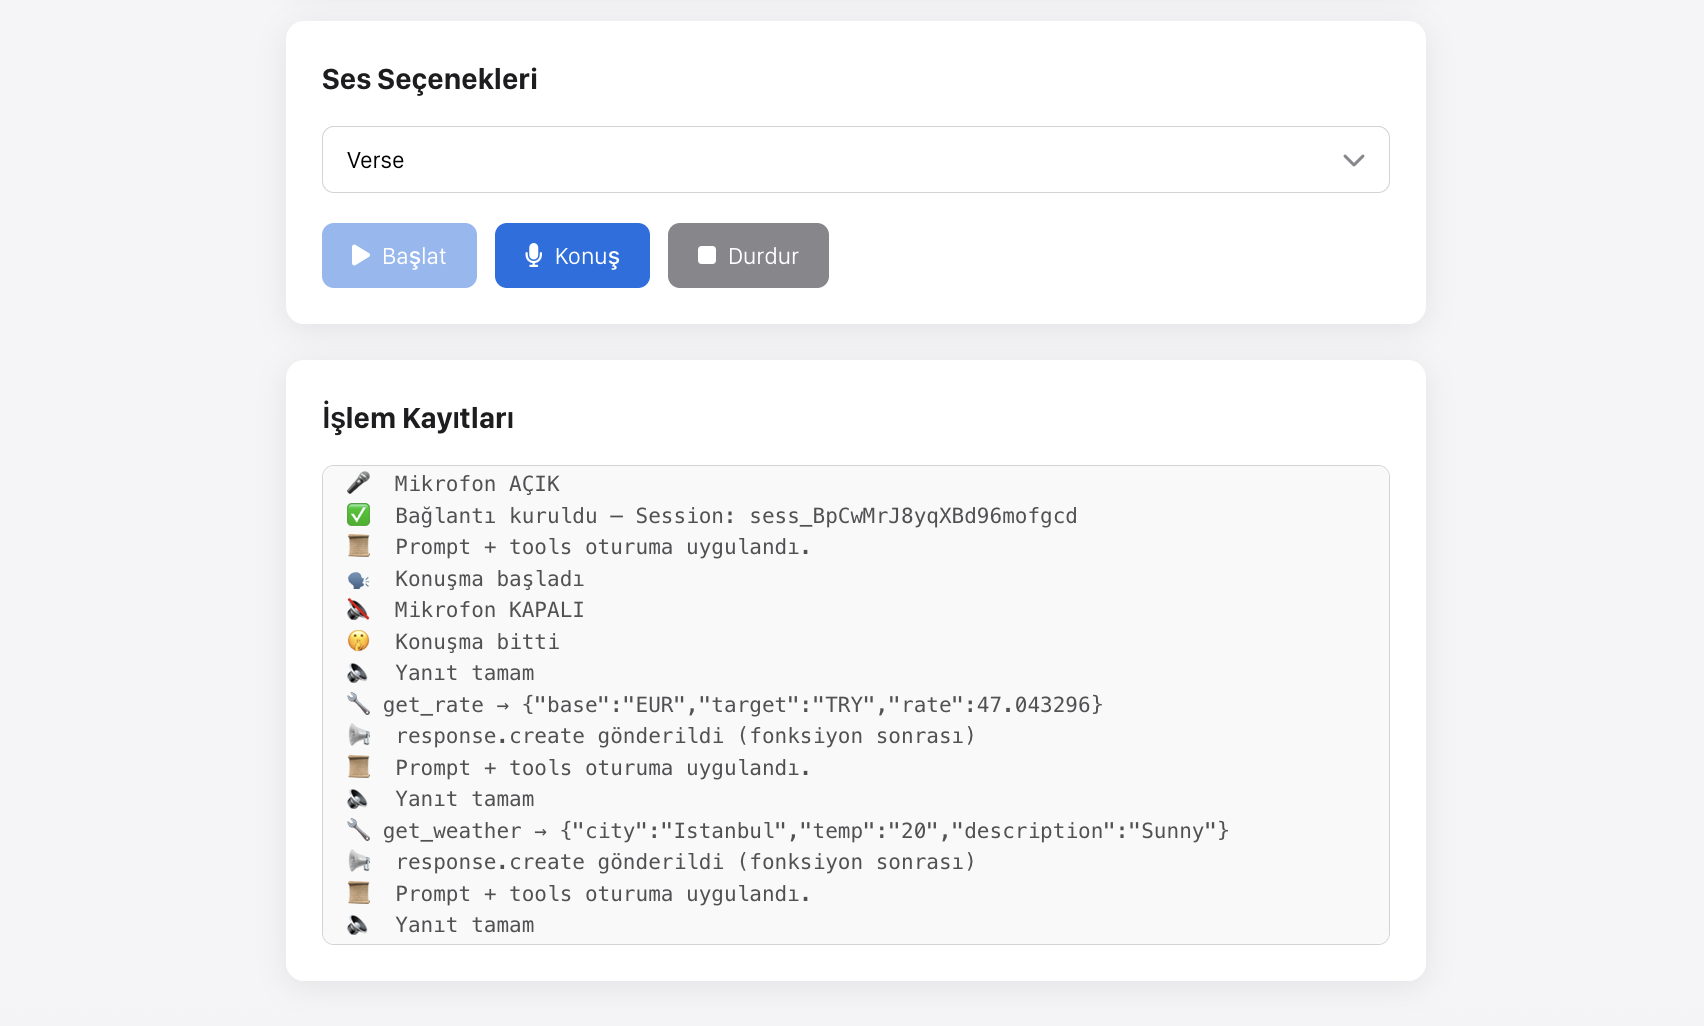 Ses Seçenekleri
Verse
Başlat
Konuş
Durdur
İşlem Kayıtları
🎤 Mikrofon AÇIK
✅ Bağlantı kuruldu – Session: sess_BpCwMrJ8yqXBd96mofgcd
📜 Prompt + tools oturuma uygulandı.
🗣️ Konuşma başladı
🔇 Mikrofon KAPALI
🤫 Konuşma bitti
🔈 Yanıt tamam
🔧 get_rate → {"base":"EUR","target":"TRY","rate":47.043296}
📢 response.create gönderildi (fonksiyon sonrası)
📜 Prompt + tools oturuma uygulandı.
🔈 Yanıt tamam
🔧 get_weather → {"city":"Istanbul","temp":"20","description":"Sunny"}
📢 response.create gönderildi (fonksiyon sonrası)
📜 Prompt + tools oturuma uygulandı.
🔈 Yanıt tamam